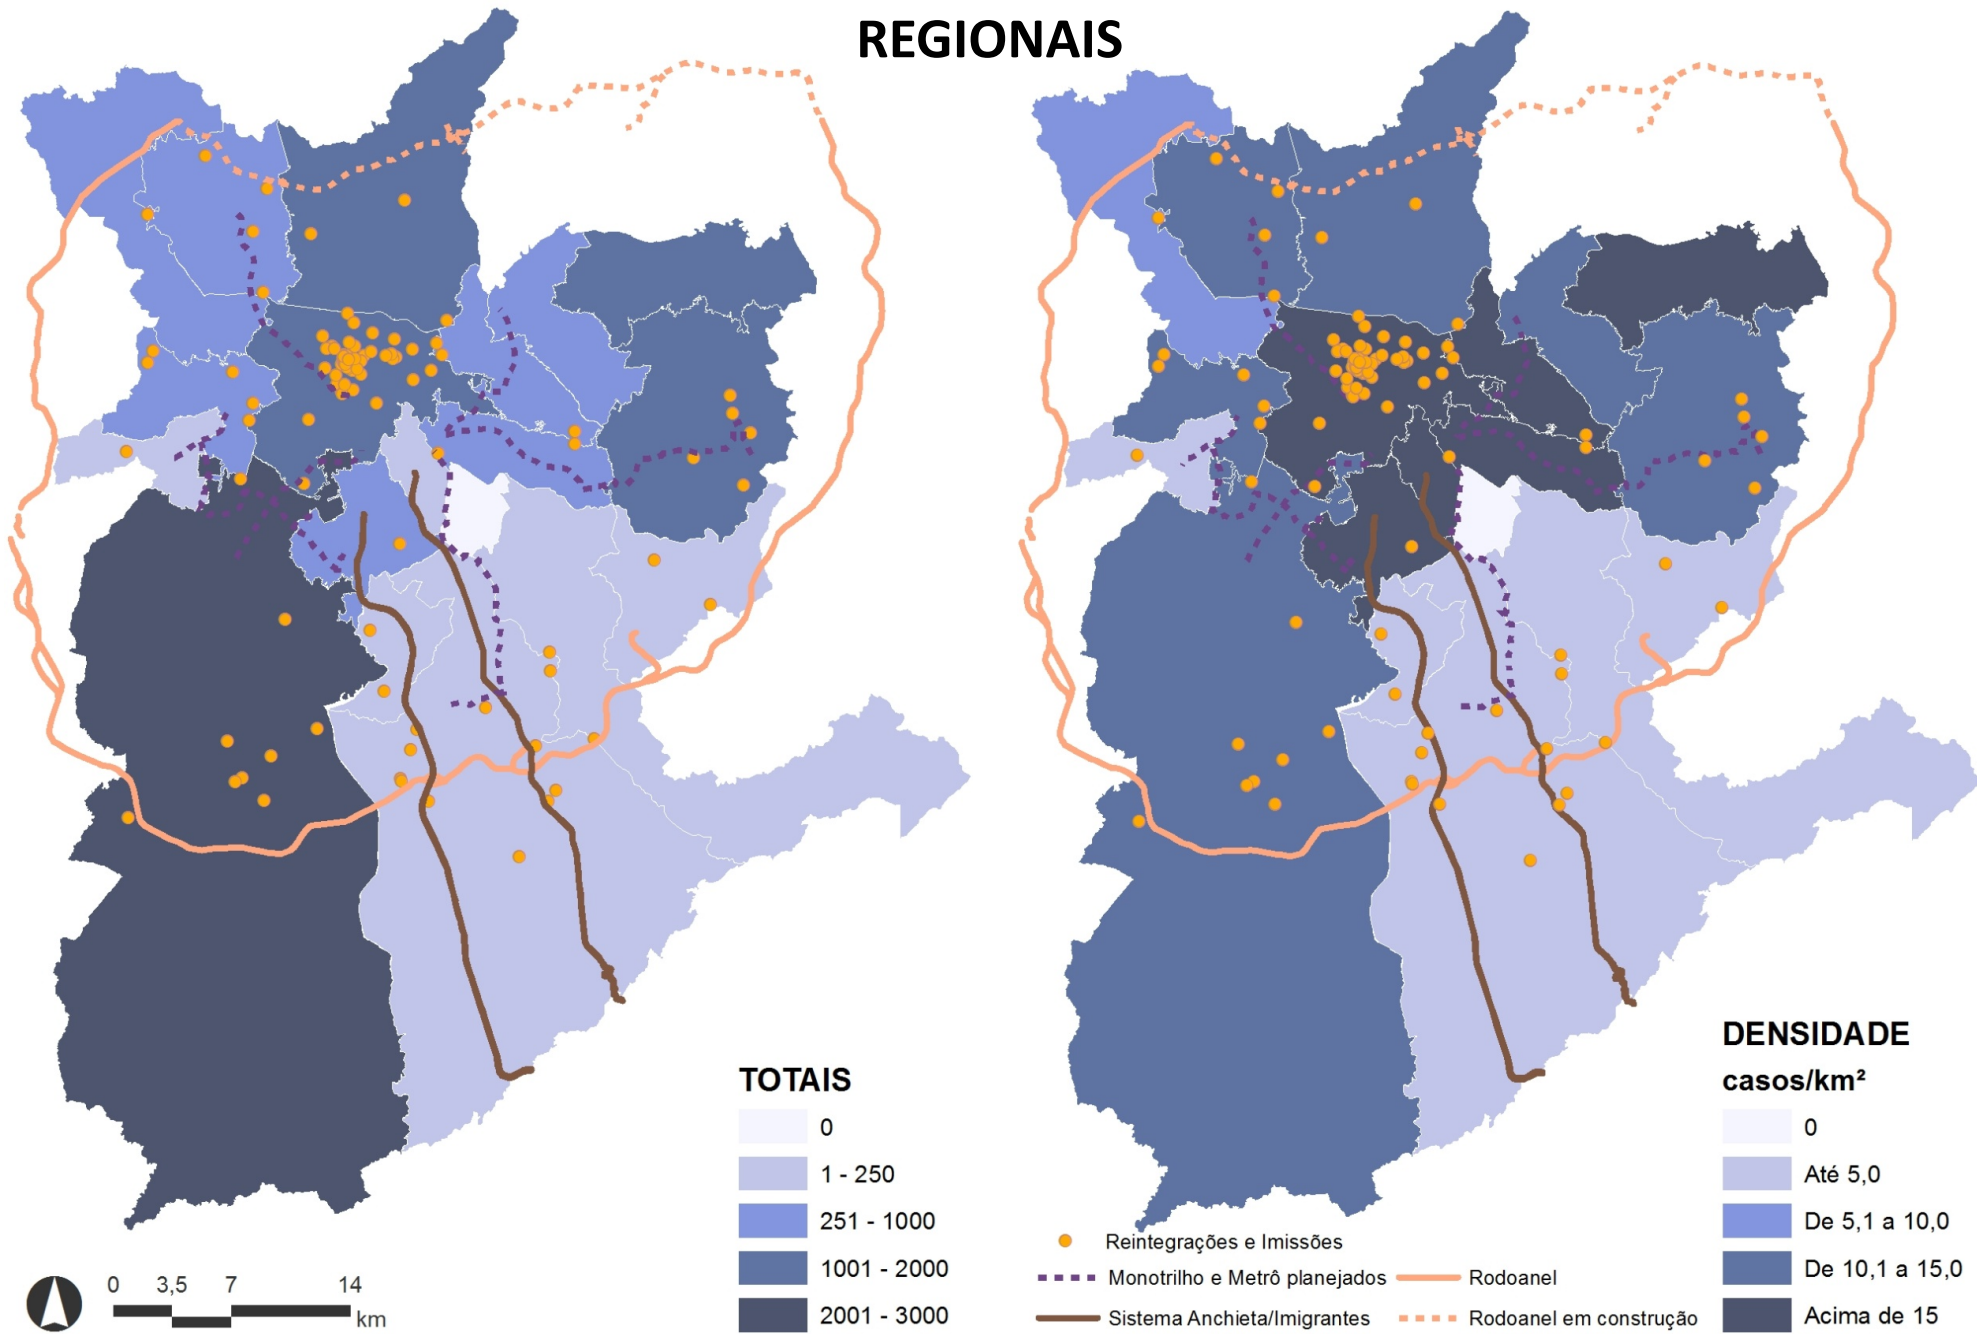 REGIONAIS
TOTAIS
0
1 - 250
251 - 1000
1001 - 2000
2001 - 3000
0 3,5 7 14
km
Reintegrações e Imissões
Monotrilho e Metrô planejados
Rodoanel
Sistema Anchieta/Imigrantes
Rodoanel em construção
DENSIDADE
casos/km²
0
Até 5,0
De 5,1 a 10,0
De 10,1 a 15,0
Acima de 15